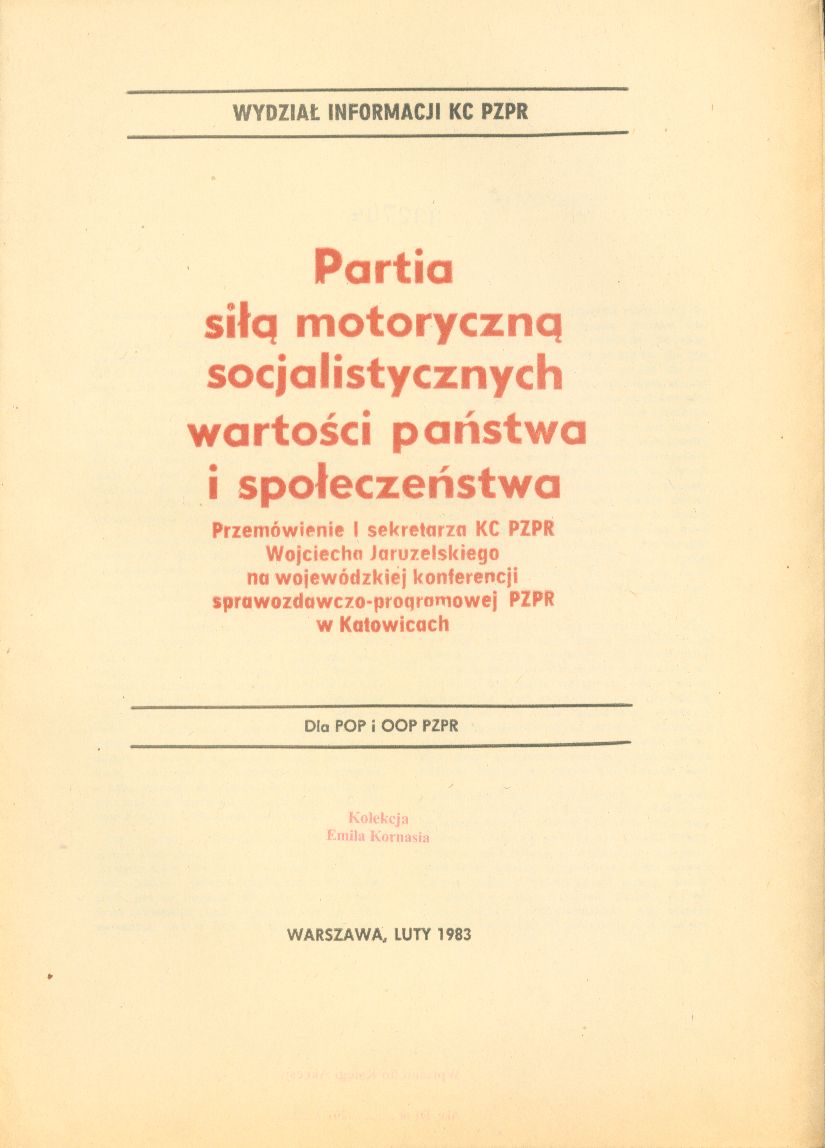 WYDZIAŁ INFORMACJI KC PZPR
Partia
siłą motoryczną
socjalistycznych
wartości państwa
i społeczeństwa
Przemówienie I sekretarza KC PZPR
Wojciecha Jaruzelskiego
na wojewódzkiej konferencji
sprawozdawczo-programowej PZPR
w Katowicach
Dla POP i OOP PZPR
Kolekcja
Emila Kornasia
WARSZAWA, LUTY 1983